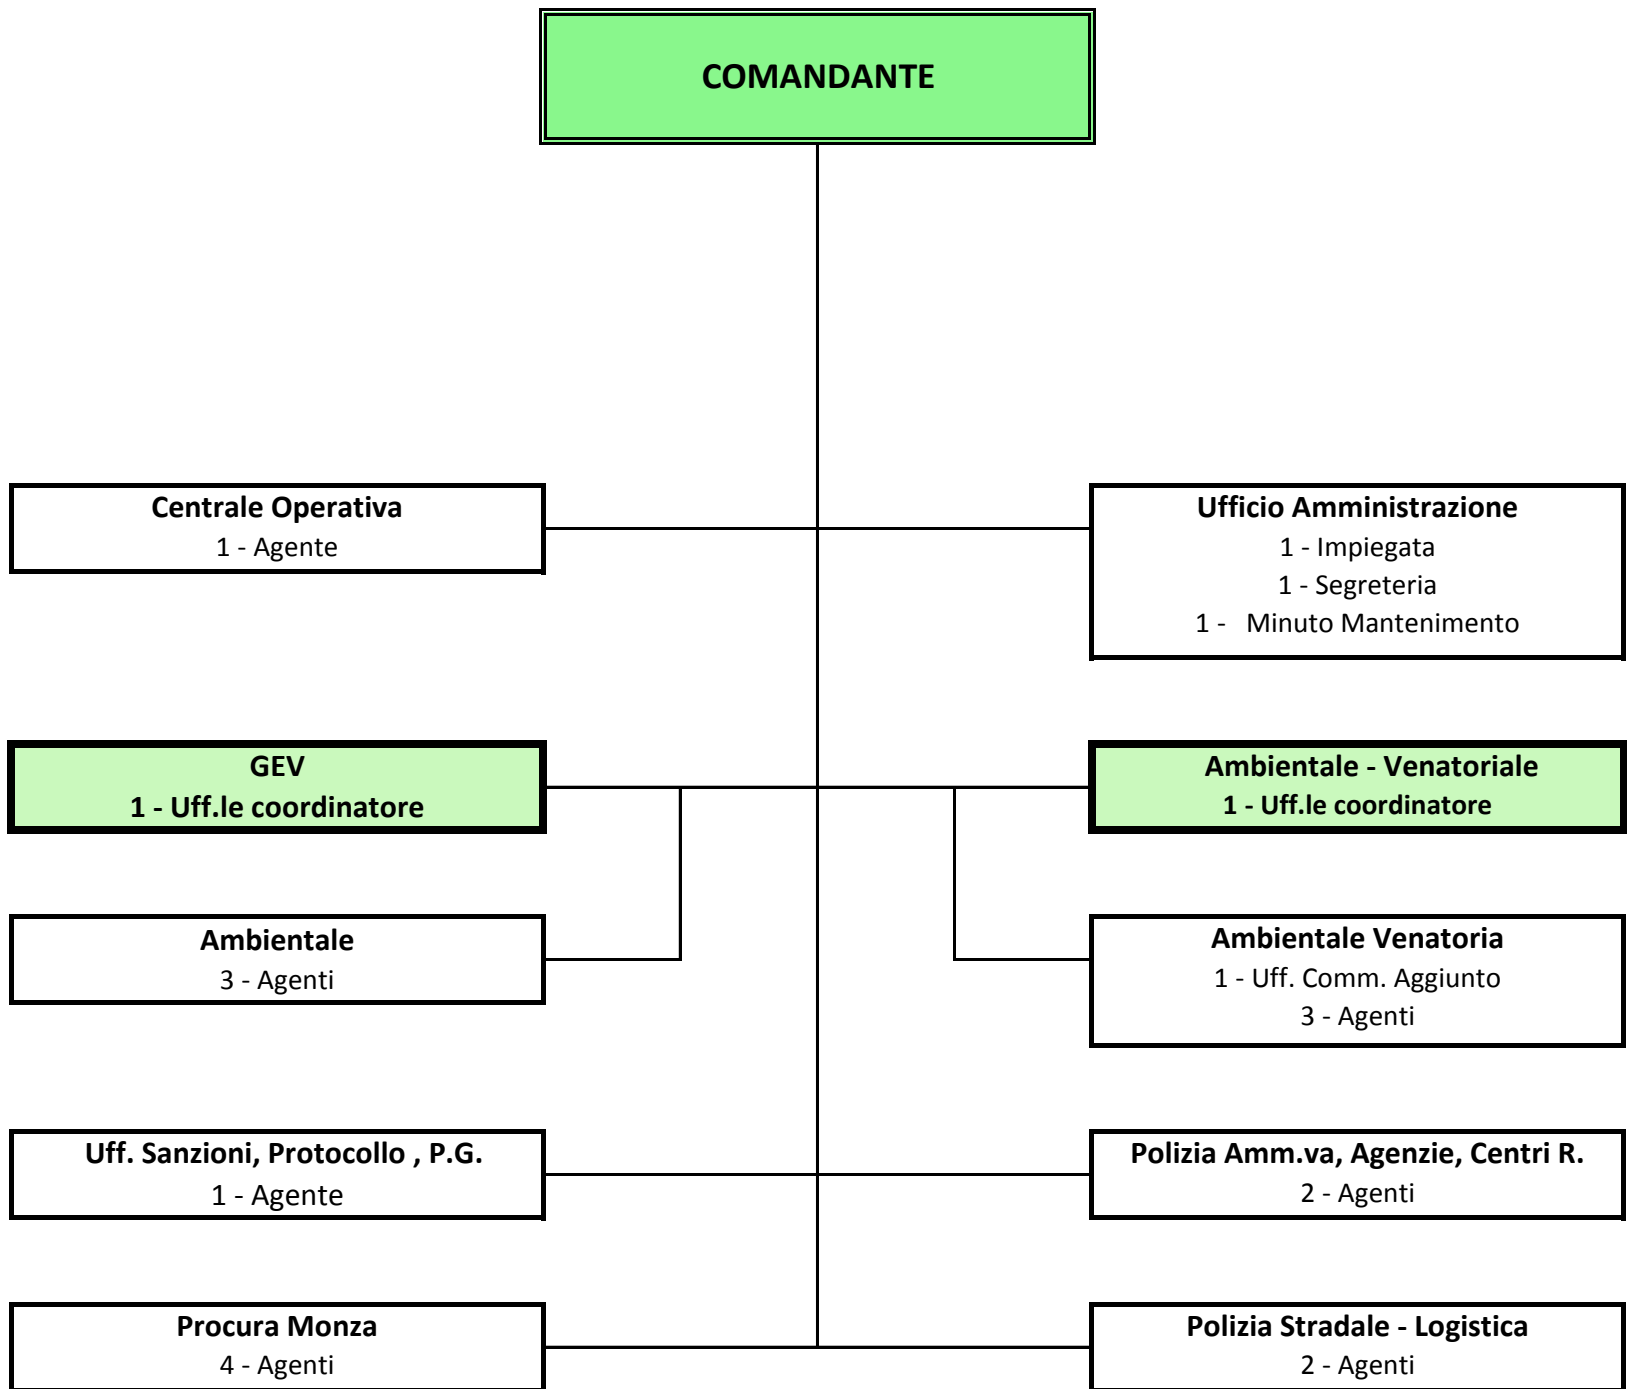 COMANDANTE
Centrale Operativa
1 - Agente
Ufficio Amministrazione
1 - Impiegata
1 - Segreteria
1 - Minuto Mantenimento
GEV
1 - Uff.le coordinatore
Ambientale - Venatoriale
1 - Uff.le coordinatore
Ambientale
3 - Agenti
Ambientale Venatoria
1 - Uff. Comm. Aggiunto
3 - Agenti
Uff. Sanzioni, Protocollo , P.G.
1 - Agente
Polizia Amm.va, Agenzie, Centri R.
2 - Agenti
Procura Monza
4 - Agenti
Polizia Stradale - Logistica
2 - Agenti